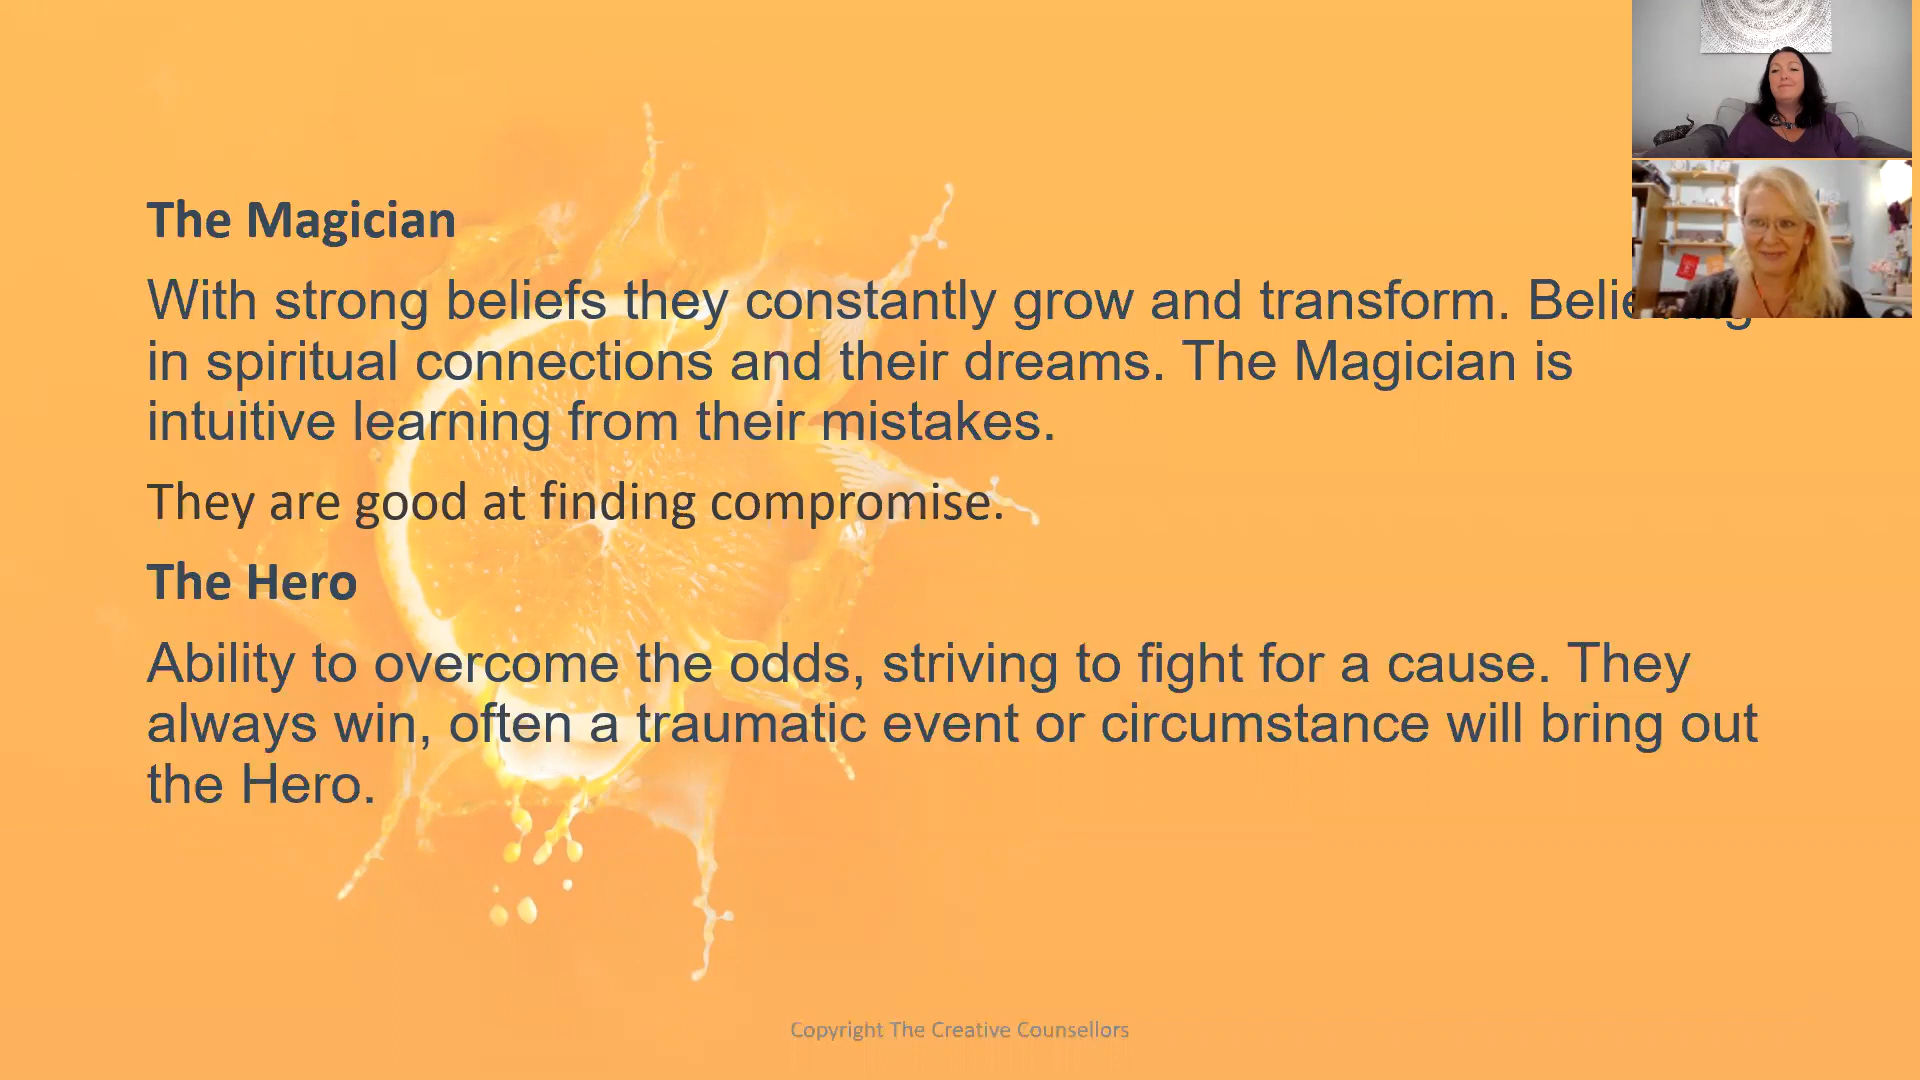 The Magician
With strong beliefs they constantly grow and transform.
in spiritual connections and their dreams. The Magician is
intuitive learning from their mistakes.
They are good at finding compromise.
The Hero
Ability to overcome the odds, striving to fight for a cause. They
always win, often a traumatic event or circumstance will bring out
the Hero.
Copyright The Creative Counsellors